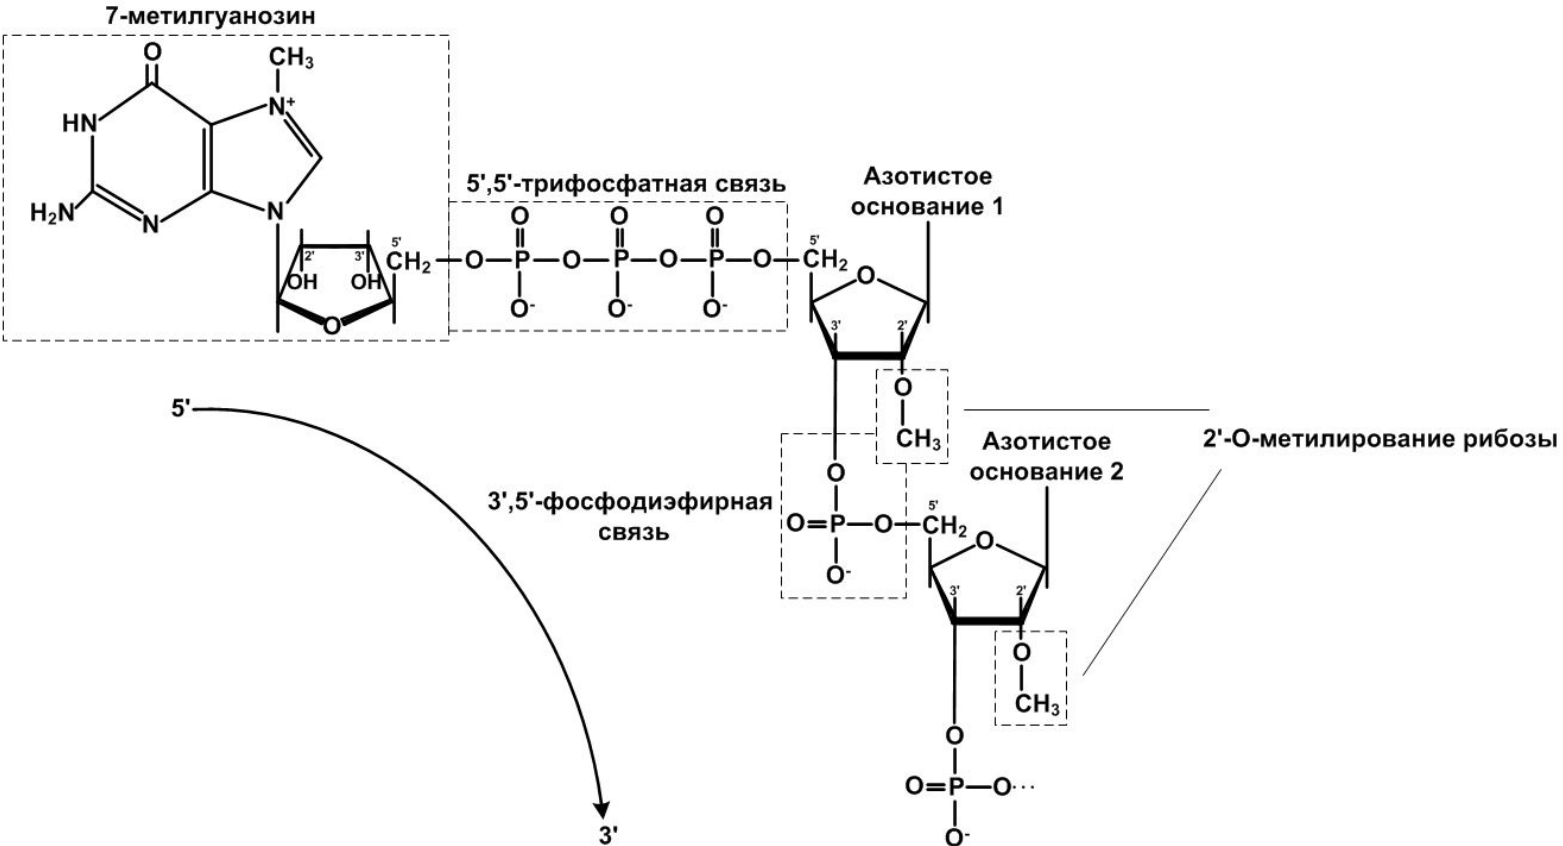 7-метилгуанозин
O
CH3
N+
HN
H2N
N
N
2'
3'
OH
OH
O
5'
CH2
5',5'-трифосфатная связь
O
O
O
O
P
O
P
O
P
O
O-
O-
O-
Азотистое
основание 1
5'
CH2
O
3'
2'
O
CH3
2'-О-метилирование рибозы
5'
3'
3',5'-фосфодиэфирная
связь
O
O=P
O
O-
Азотистое
основание 2
5'
CH2
O
3'
2'
O
CH3
O
O=P
O···
O-